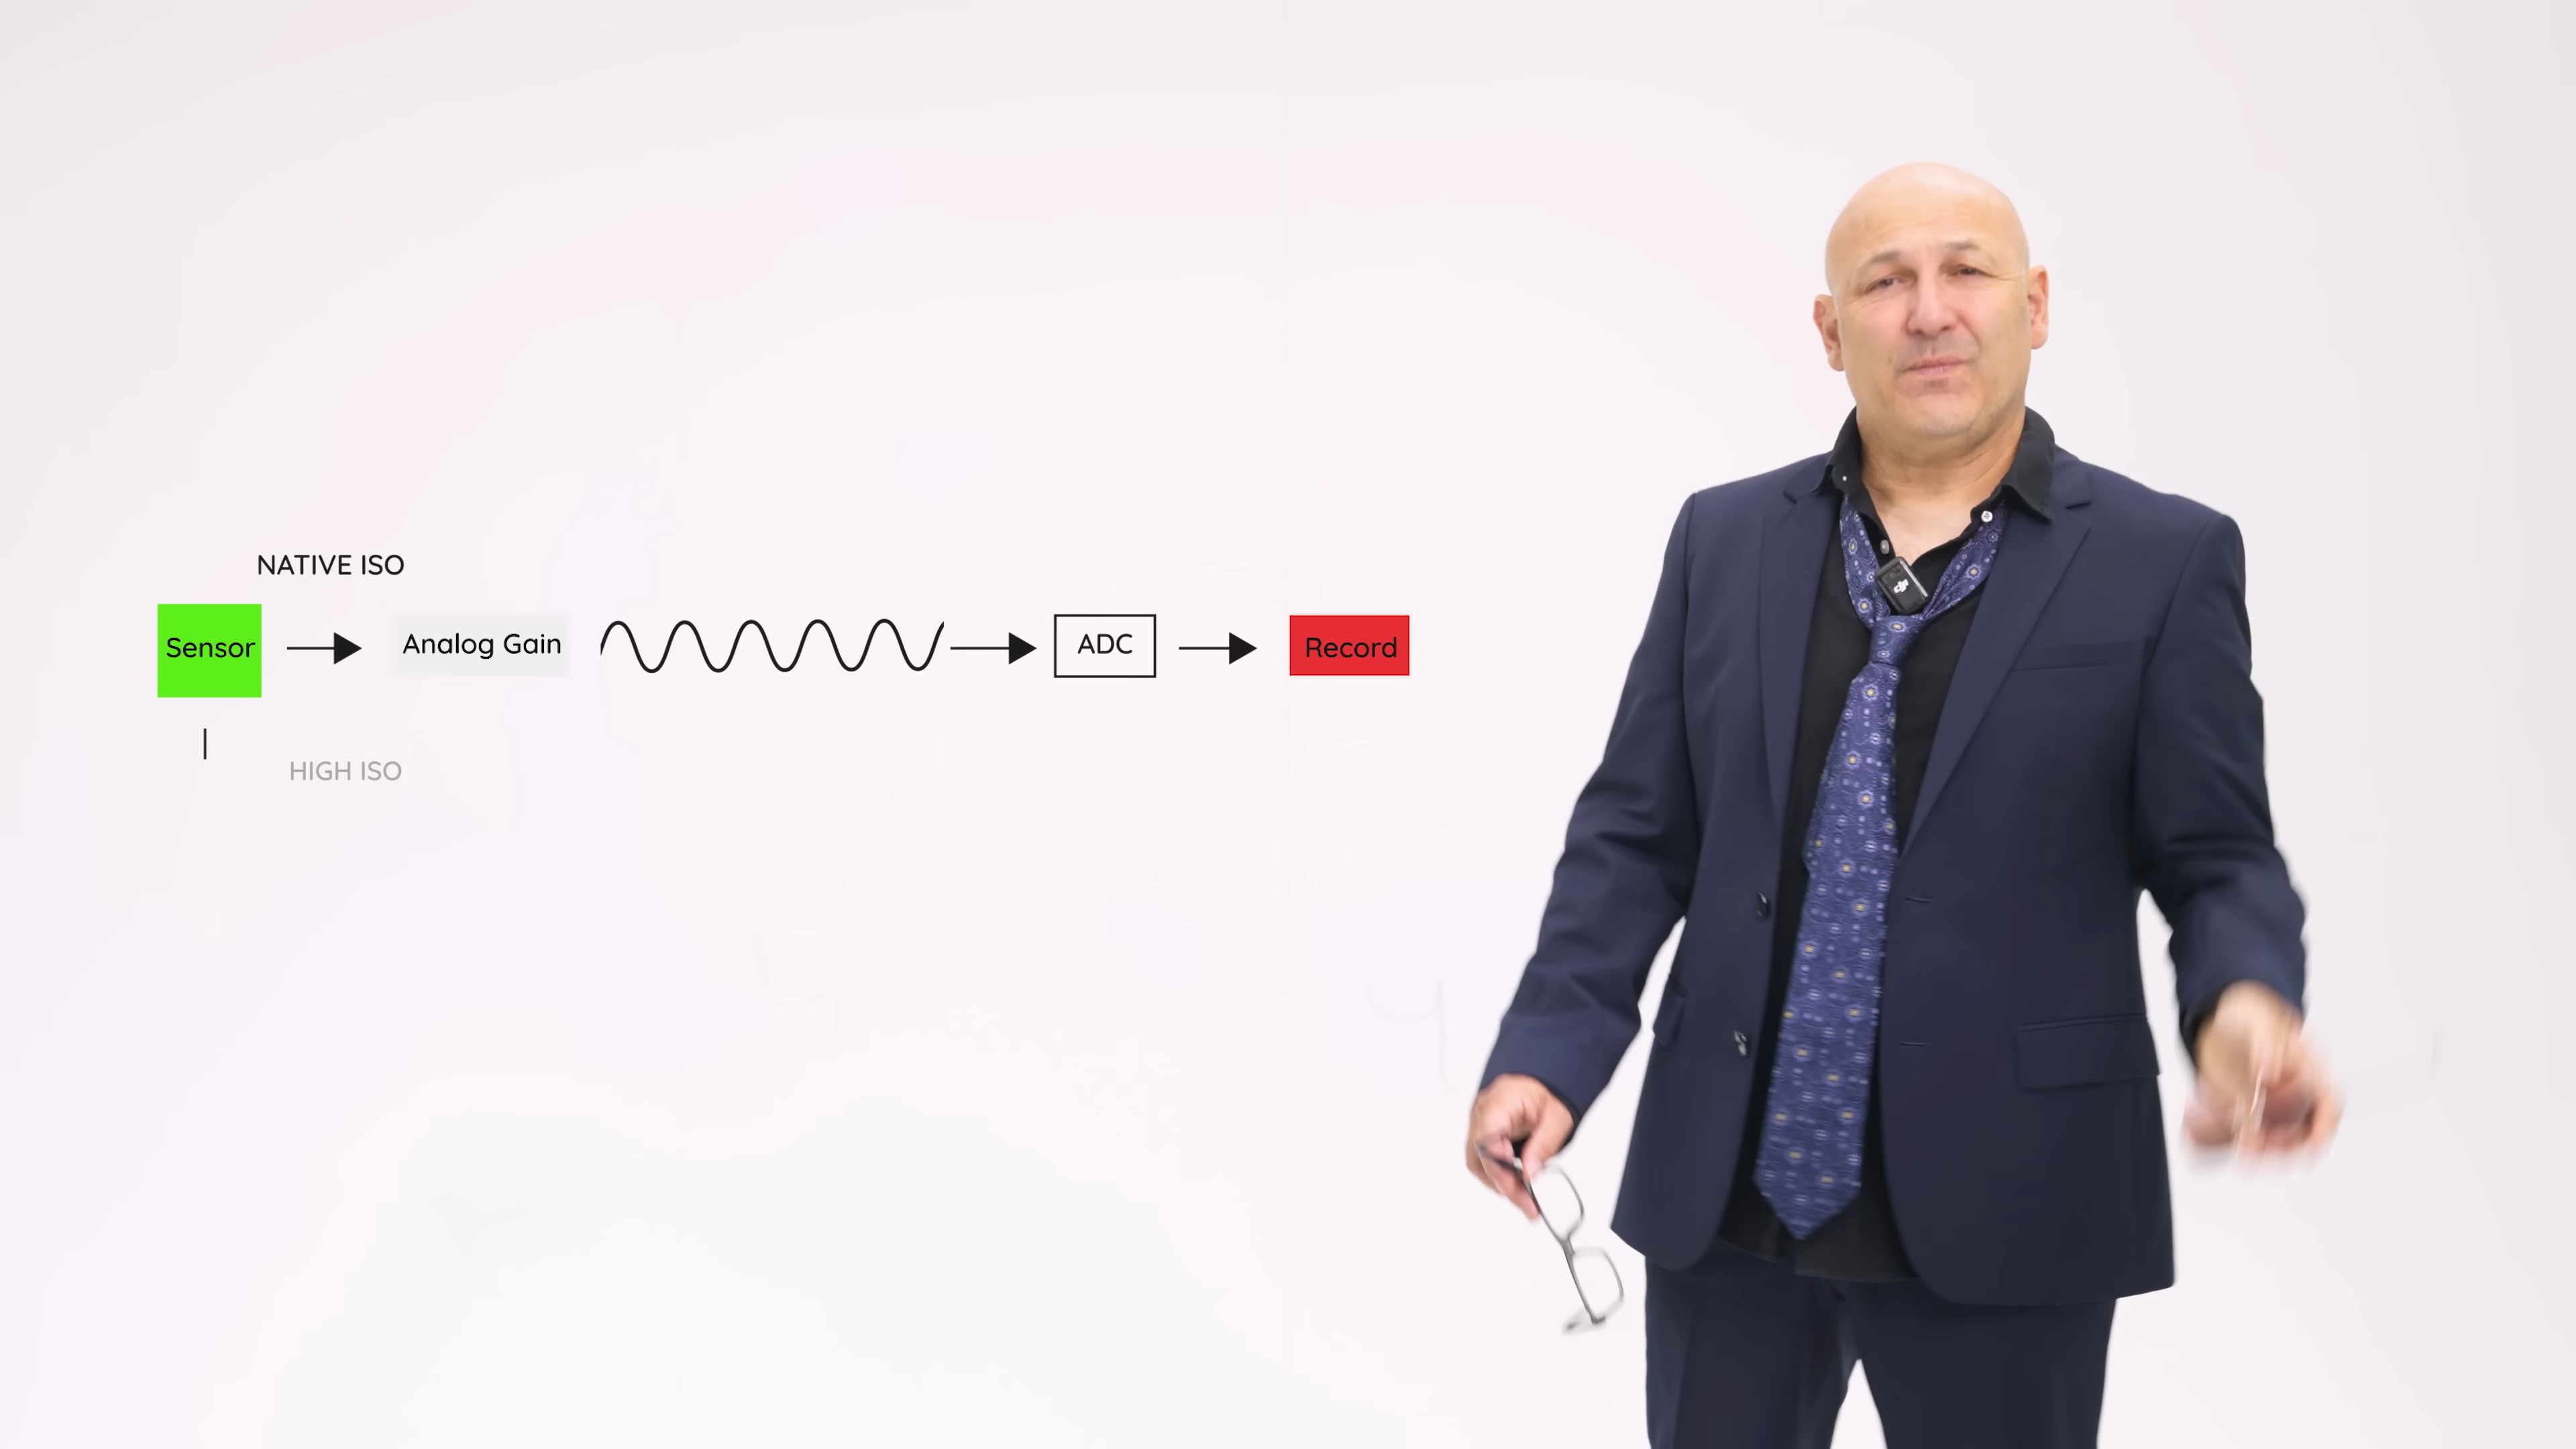 NATIVE ISO
Sensor
Analog Gain
ADC
Record
HIGH ISO